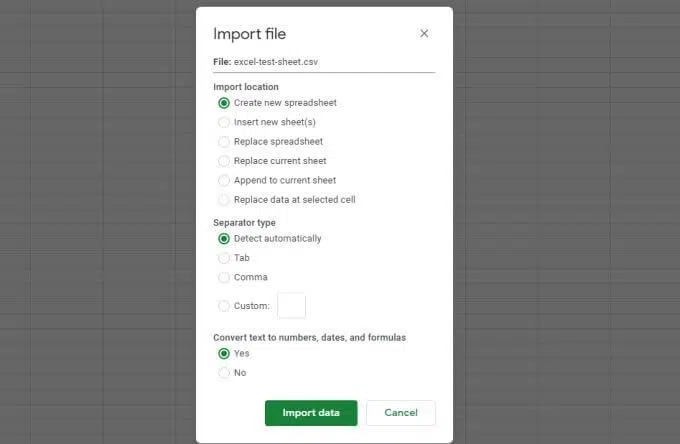 Import file
File: excel-test-sheet.csv
Import location
Create new spreadsheet
Insert new sheet(s)
Replace spreadsheet
Replace current sheet
Append to current sheet
Replace data at selected cell
Separator type
Detect automatically
Tab
Comma
Custom:
Convert text to numbers, dates, and formulas
Yes
No
Import data Cancel